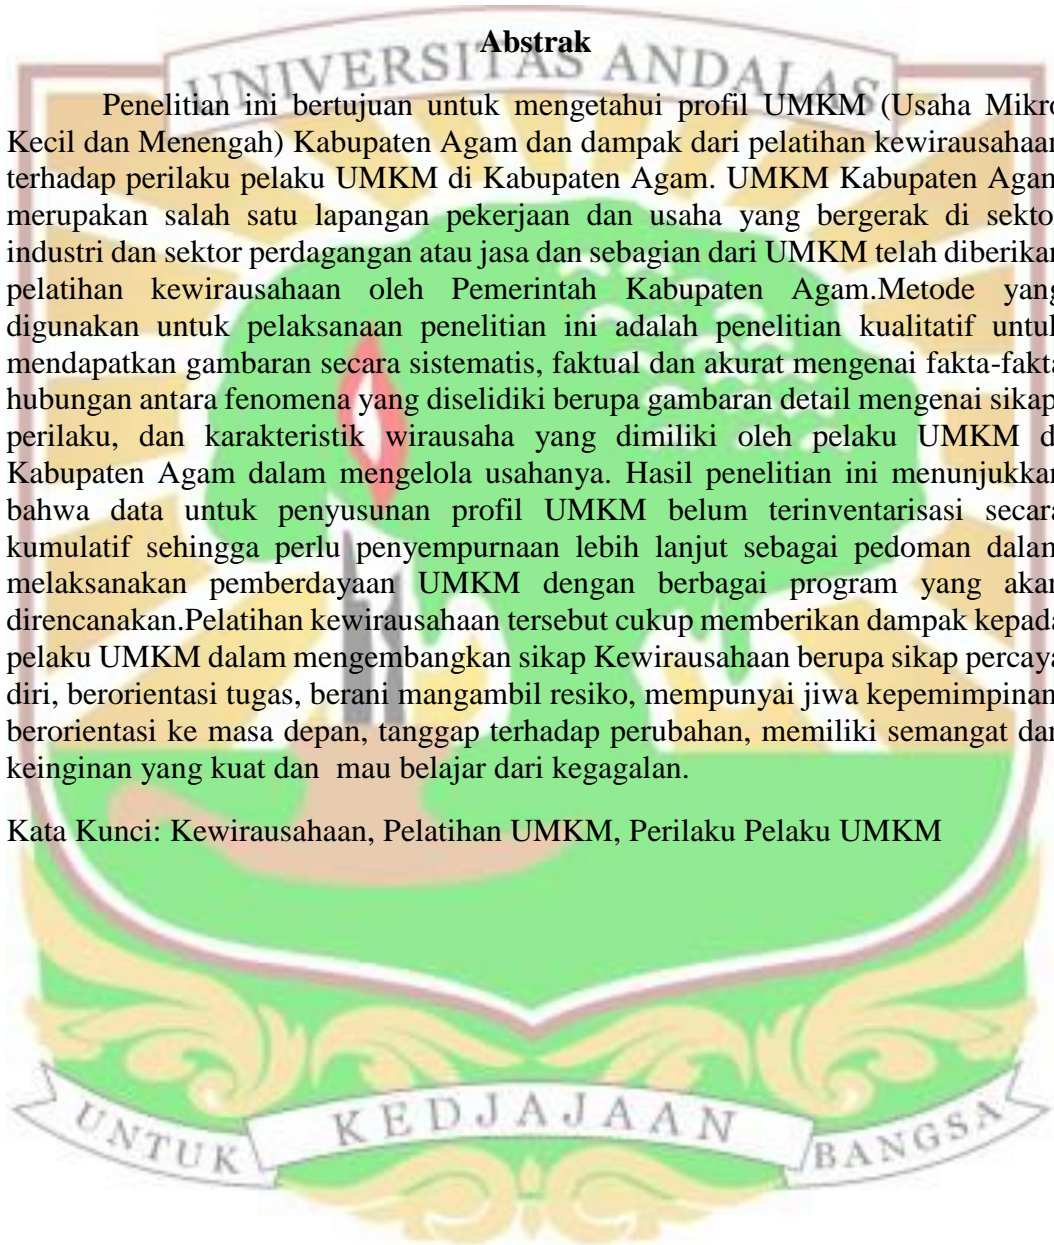 Abstrak
UNIVERSITAS ANDALAS
Penelitian ini bertujuan untuk mengetahui profil UMKM (Usaha Mikro
Kecil dan Menengah) Kabupaten Agam dan dampak dari pelatihan kewirausahaan
terhadap perilaku pelaku UMKM di Kabupaten Agam. UMKM Kabupaten Agam
merupakan salah satu lapangan pekerjaan dan usaha yang bergerak di sektor
industri dan sektor perdagangan atau jasa dan sebagian dari UMKM telah diberikan
pelatihan kewirausahaan oleh Pemerintah Kabupaten Agam.Metode yang
digunakan untuk pelaksanaan penelitian ini adalah penelitian kualitatif untuk
mendapatkan gambaran secara sistematis, faktual dan akurat mengenai fakta-fakta
hubungan antara fenomena yang diselidiki berupa gambaran detail mengenai sikap
perilaku, dan karakteristik wirausaha yang dimiliki oleh pelaku UMKM di
Kabupaten Agam dalam mengelola usahanya. Hasil penelitian ini menunjukkan
bahwa data untuk penyusunan profil UMKM belum terinventarisasi secara
kumulatif sehingga perlu penyempurnaan lebih lanjut sebagai pedoman dalam
melaksanakan pemberdayaan UMKM dengan berbagai program yang akan
direncanakan.Pelatihan kewirausahaan tersebut cukup memberikan dampak kepada
pelaku UMKM dalam mengembangkan sikap Kewirausahaan berupa sikap percaya
diri, berorientasi tugas, berani mangambil resiko, mempunyai jiwa kepemimpinan
berorientasi ke masa depan, tanggap terhadap perubahan, memiliki semangat dan
keinginan yang kuat dan mau belajar dari kegagalan.
Kata Kunci: Kewirausahaan, Pelatihan UMKM, Perilaku Pelaku UMKM
UNTUK KEDJAJAAN BANGSA